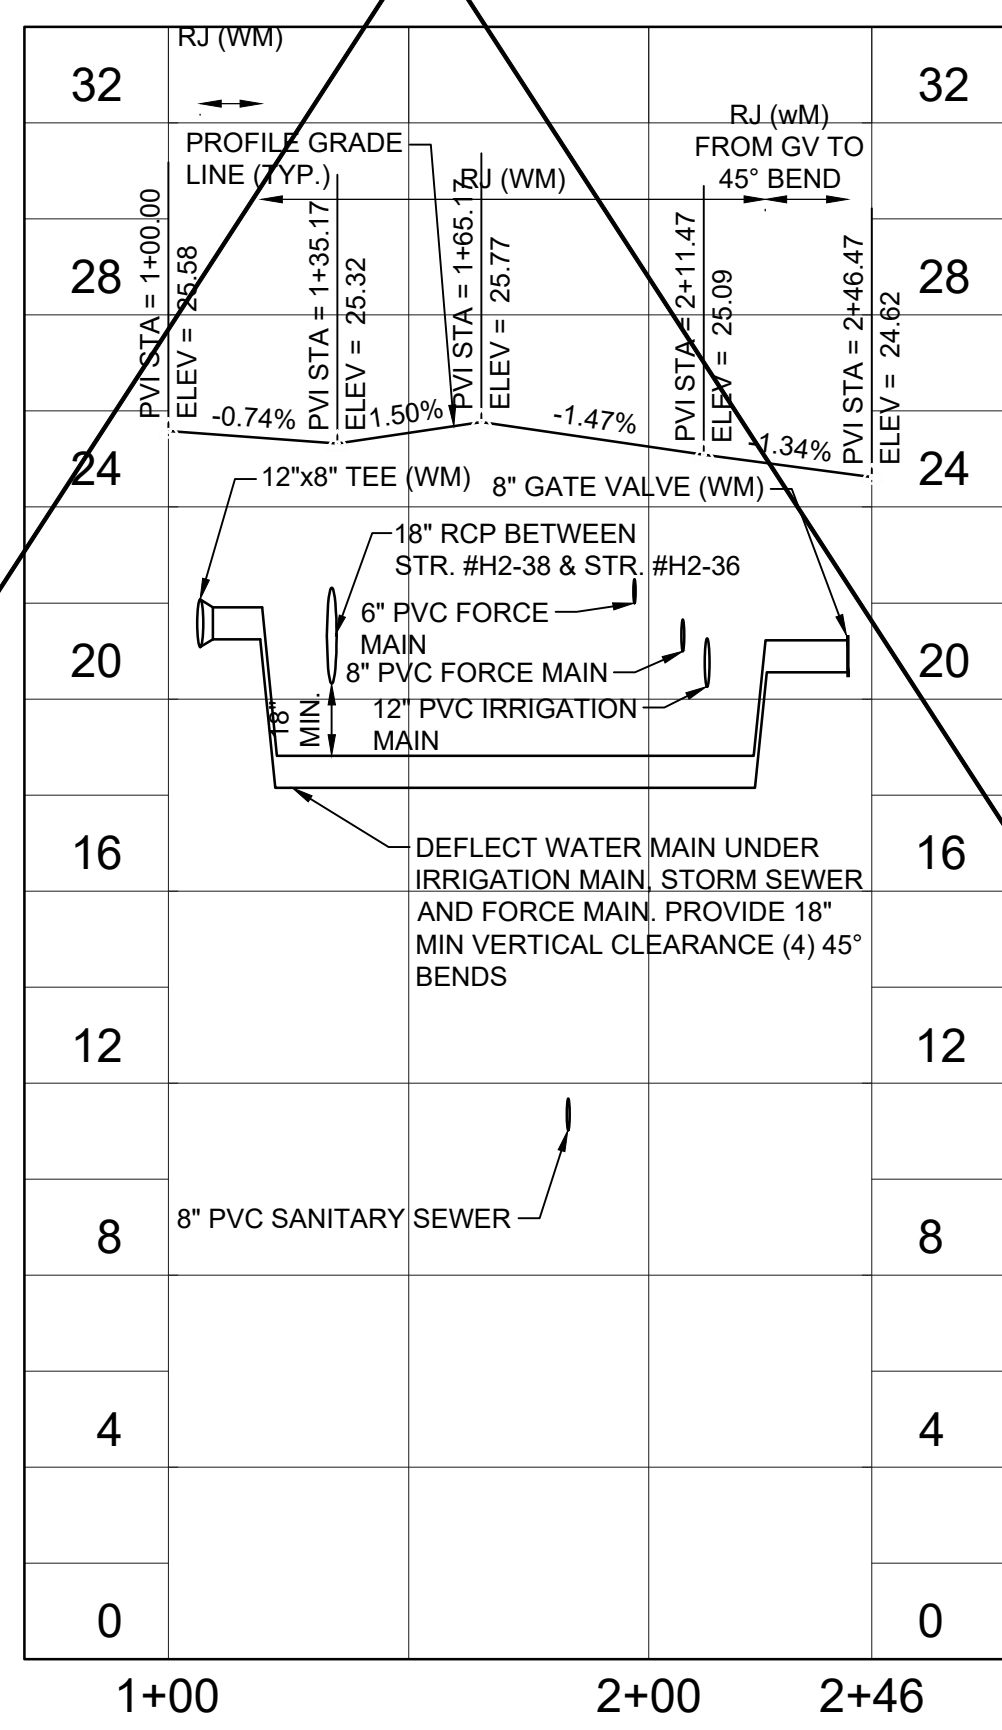 RJ (WM)
32
32
PROFILE GRADE
LINE (TYP.)
RJ (WM)
RJ (wM)
FROM GV TO
45° BEND
28
28
PVI STA = 1+00.00
ELEV = 25.58
PVI STA = 1+35.17
ELEV = 25.32
PVI STA = 1+65.17
ELEV = 25.77
PVI STA = 2+11.47
ELEV = 25.09
PVI STA = 2+46.47
ELEV = 24.62
-0.74%
1.50%
-1.47%
-1.34%
24
24
12"x8" TEE (WM)
8" GATE VALVE (WM)
18" RCP BETWEEN
STR. #H2-38 & STR. #H2-36
6" PVC FORCE
MAIN
8" PVC FORCE MAIN
20
20
18"
MIN.
12" PVC IRRIGATION
MAIN
16
16
DEFLECT WATER MAIN UNDER
IRRIGATION MAIN, STORM SEWER
AND FORCE MAIN. PROVIDE 18"
MIN VERTICAL CLEARANCE (4) 45°
BENDS
12
12
8" PVC SANITARY SEWER
8
8
4
4
0
0
1+00
2+00
2+46